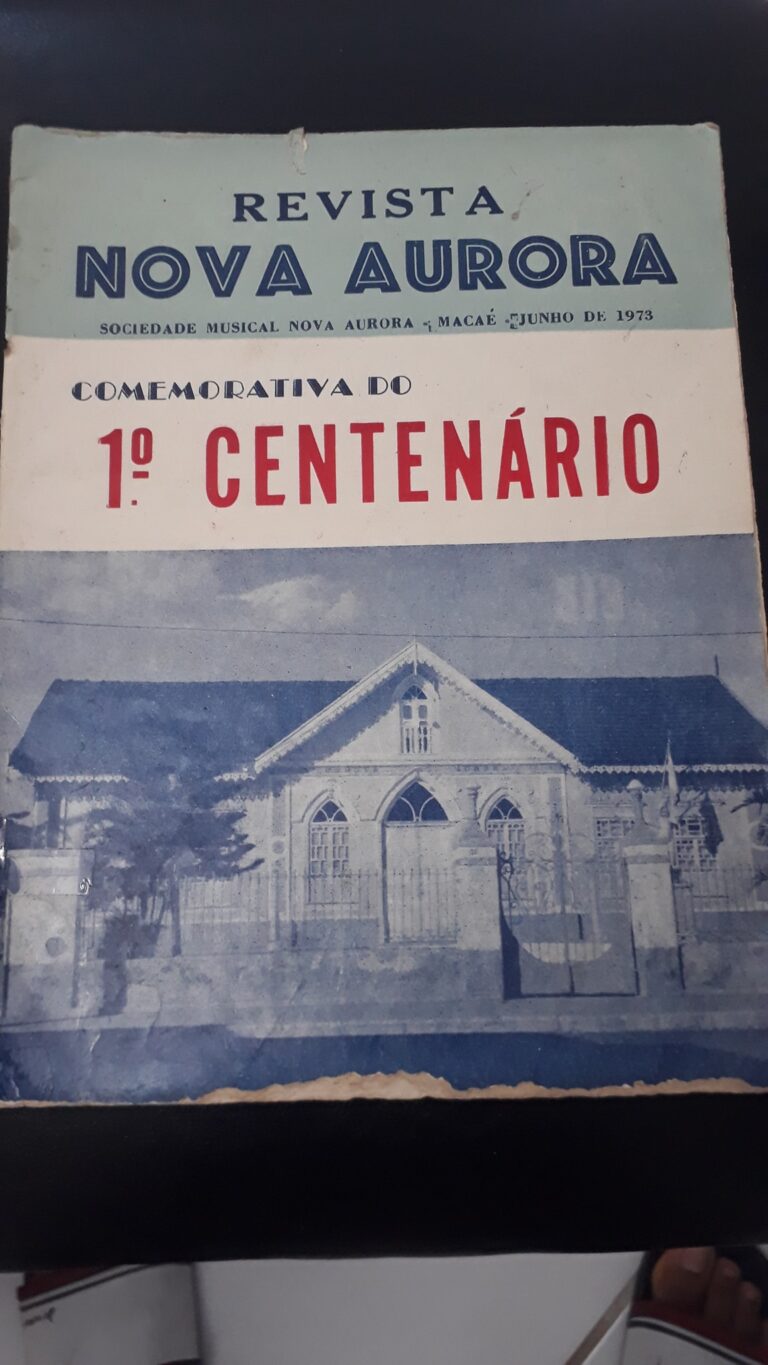 REVISTA
NOVA AURORA
SOCIEDADE MUSICAL NOVA AURORA - MACAÉ - JUNHO DE 1973
COMEMORATIVA DO
1º CENTENÁRIO